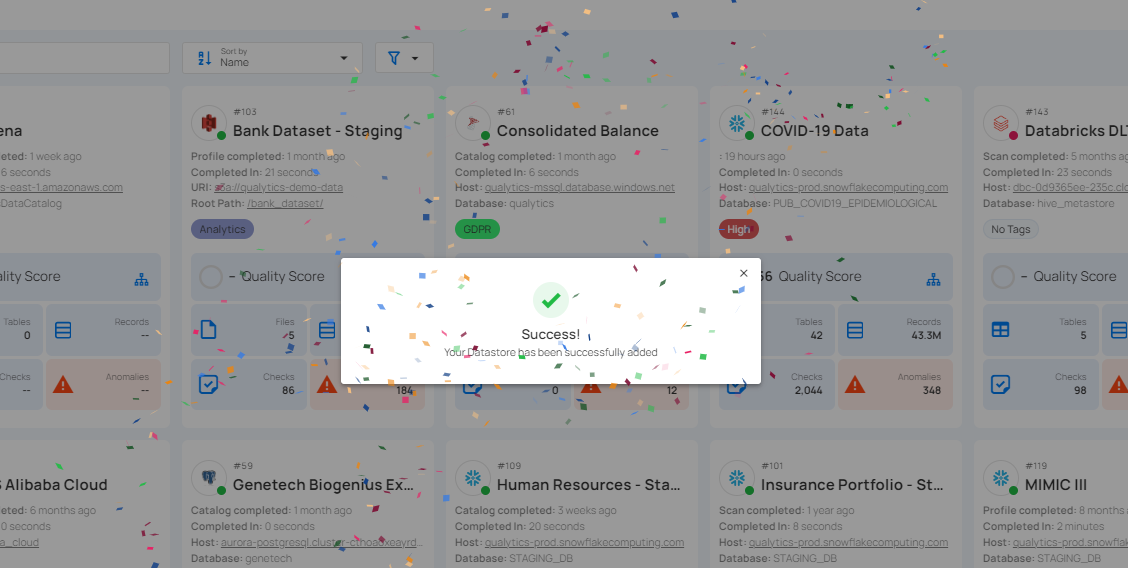 Sort by
Name
ena
eted: 1 week ago
6 seconds
s-east-1.amazonaws.com
DataCatalog
ality Score
Tables
0
Records
--
Checks
--
Anomalies
--
#103
Bank Dataset - Staging
Profile completed: 1 month ago
Completed In: 21 seconds
URI: s3a://qualytics-demo-data
Root Path: /bank_dataset/
Analytics
– Quality Score
Files
5
Checks
86
184
#61
Consolidated Balance
Catalog completed: 1 month ago
Completed In: 6 seconds
Host: qualytics-mssql.database.windows.net
Database: qualytics
GDPR
0
12
#144
COVID-19 Data
: 19 hours ago
Completed In: 0 seconds
Host: qualytics-prod.snowflakecomputing.com
Database: PUB_COVID19_EPIDEMIOLOGICAL
High
66 Quality Score
Tables
42
Records
43.3M
Checks
2,044
Anomalies
348
#143
Databricks DLT
Scan completed: 5 months a
Completed In: 23 seconds
Host: dbc-0d9365ee-235c.clo
Database: hive_metastore
No Tags
– Quality Score
Tables
5
Checks
98
Success!
Your Datastore has been successfully added
S Alibaba Cloud
eted: 6 months ago
0 seconds
a_cloud
#59
Genetech Biogenius Ex...
Catalog completed: 1 month ago
Completed In: 0 seconds
Database: genetech
#109
Human Resources - Sta...
Catalog completed: 3 weeks ago
Completed In: 20 seconds
Host: qualytics-prod.snowflakecomputing.com
Database: STAGING_DB
#101
Insurance Portfolio - St...
Scan completed: 1 year ago
Completed In: 8 seconds
Host: qualytics-prod.snowflakecomputing.com
Database: STAGING_DB
#119
MIMIC III
Profile completed: 8 months a
Completed In: 2 minutes
Host: qualytics-prod.snowflake
Database: STAGING_DB